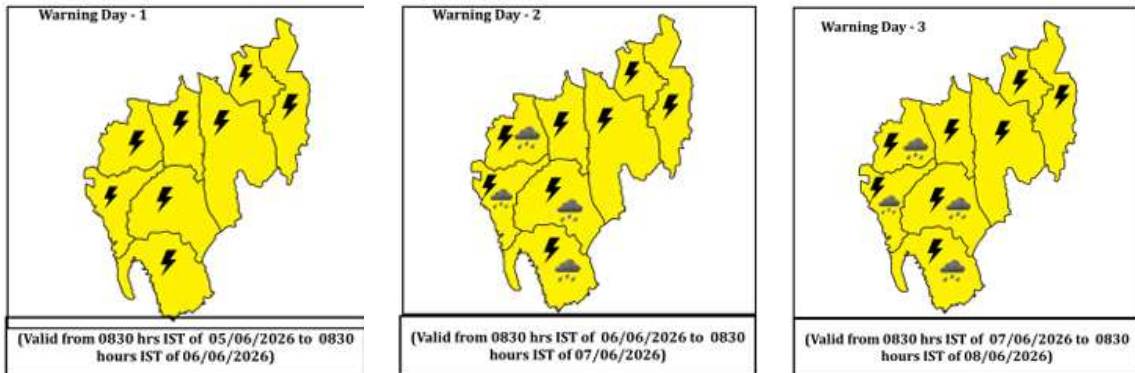 Warning Day - 1
(Valid from 0830 hrs IST of 05/06/2026 to 0830
hours IST of 06/06/2026)
Warning Day - 2
(Valid from 0830 hrs IST of 06/06/2026 to 0830
hours IST of 07/06/2026)
Warning Day - 3
(Valid from 0830 hrs IST of 07/06/2026 to 0830
hours IST of 08/06/2026)